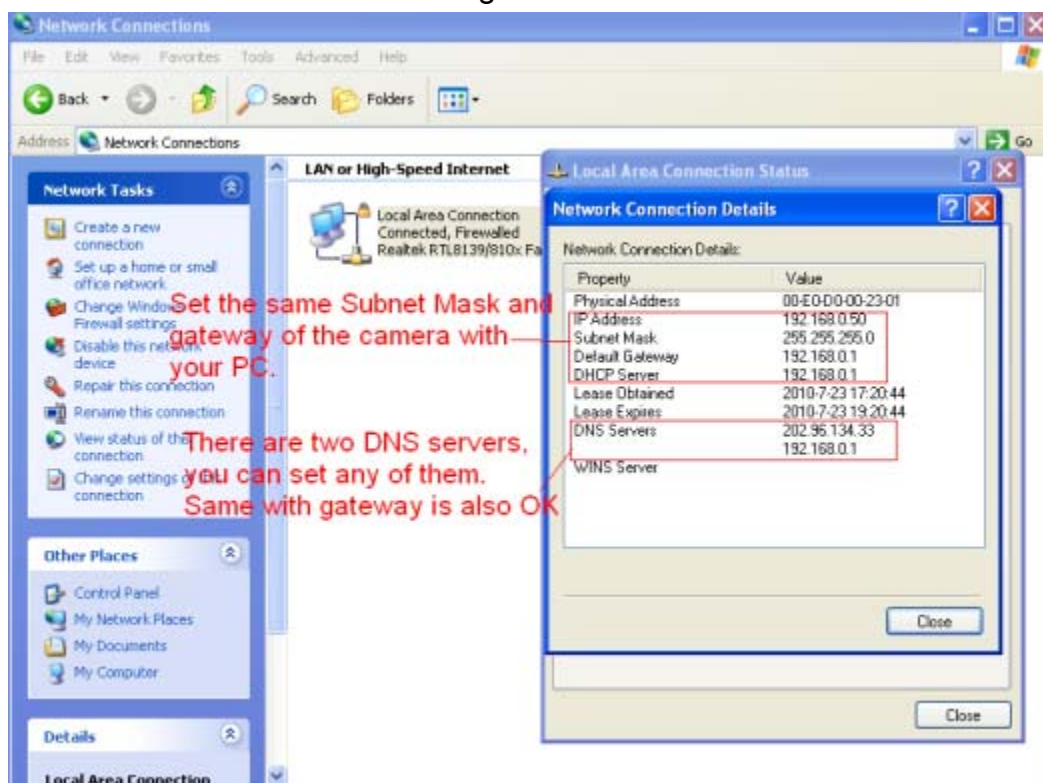 Network Connections
File Edit View Favorites Tools Advanced Help
Back Search Folders
Address Network Connections Go
Network Tasks
Create a new
connection
Set up a home or small
office network
Change Windows
Firewall settings
Disable this network
device
Repair this connection
Rename this connection
View status of this
connection
Change settings of this
connection
Other Places
Control Panel
My Network Places
My Documents
My Computer
Details
Local Area Connection
LAN or High-Speed Internet
Local Area Connection
Connected, Firewalled
Realtek RTL8139/810x Fa
Set the same Subnet Mask and
gateway of the camera with
your PC.
There are two DNS servers,
you can set any of them.
Same with gateway is also OK
Local Area Connection Status
Network Connection Details
Network Connection Details:
Property Value
Physical Address 00-E0-D0-00-23-01
IP Address 192.168.0.50
Subnet Mask 255.255.255.0
Default Gateway 192.168.0.1
DHCP Server 192.168.0.1
Lease Obtained 2010-7-23 17:20:44
Lease Expires 2010-7-23 19:20:44
DNS Servers 202.96.134.33
192.168.0.1
WINS Server
Close
Close